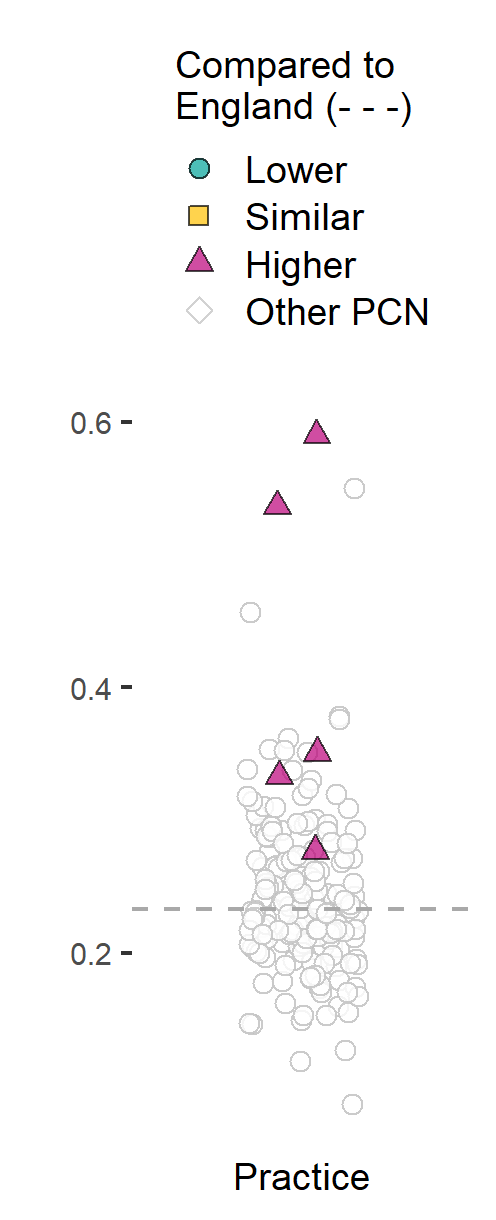 Compared to
England (- - -)
Lower
Similar
Higher
Other PCN
0.6
0.4
0.2
Practice